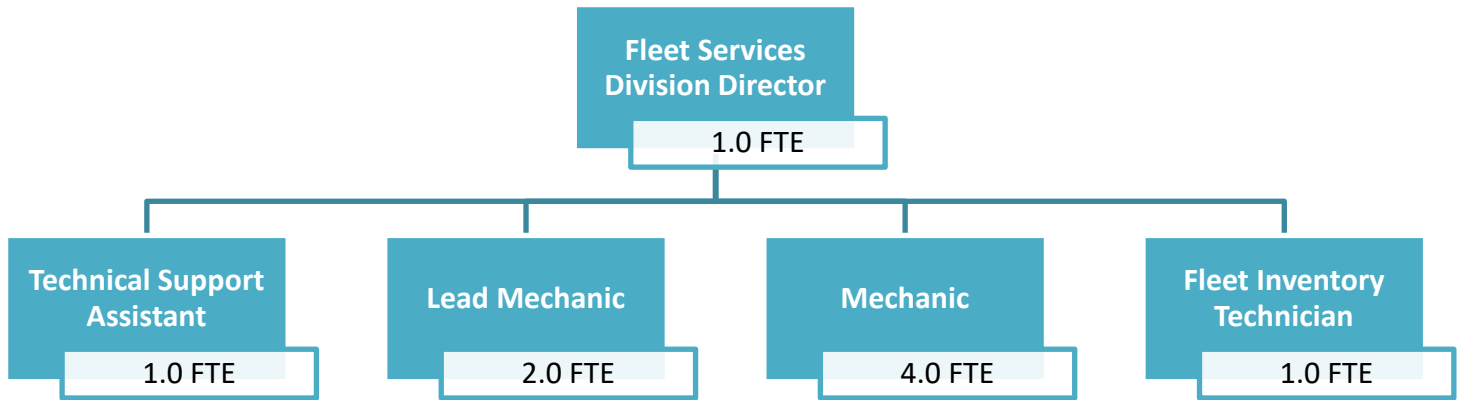 Fleet Services
Division Director
1.0 FTE
Technical Support
Assistant
1.0 FTE
Lead Mechanic
2.0 FTE
Mechanic
4.0 FTE
Fleet Inventory
Technician
1.0 FTE